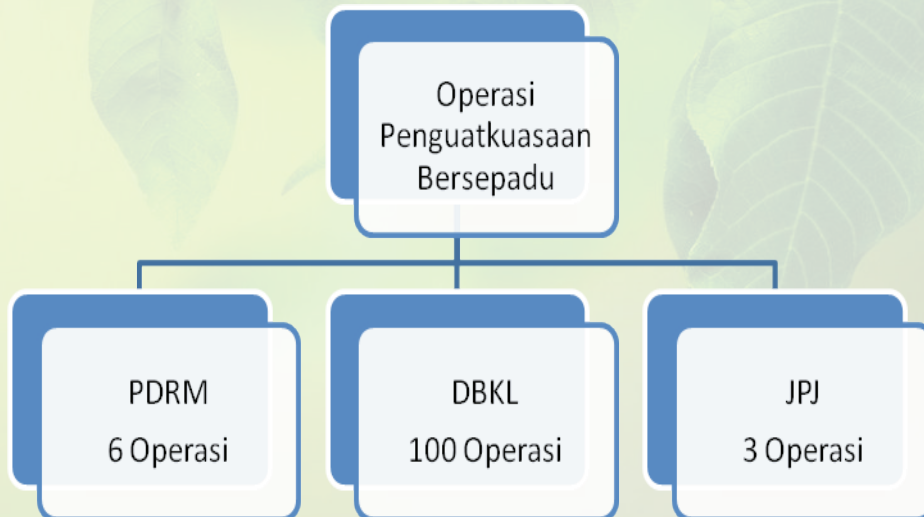 Operasi
Penguatkuasaan
Bersepadu
PDRM
6 Operasi
DBKL
100 Operasi
JPJ
3 Operasi